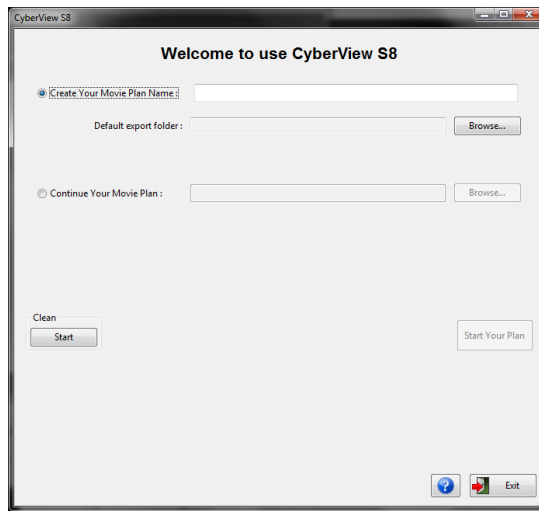 CyberView S8
Welcome to use CyberView S8
Create Your Movie Plan Name :
Default export folder :
Browse...
Continue Your Movie Plan :
Browse...
Clean
Start
Start Your Plan
?
Exit